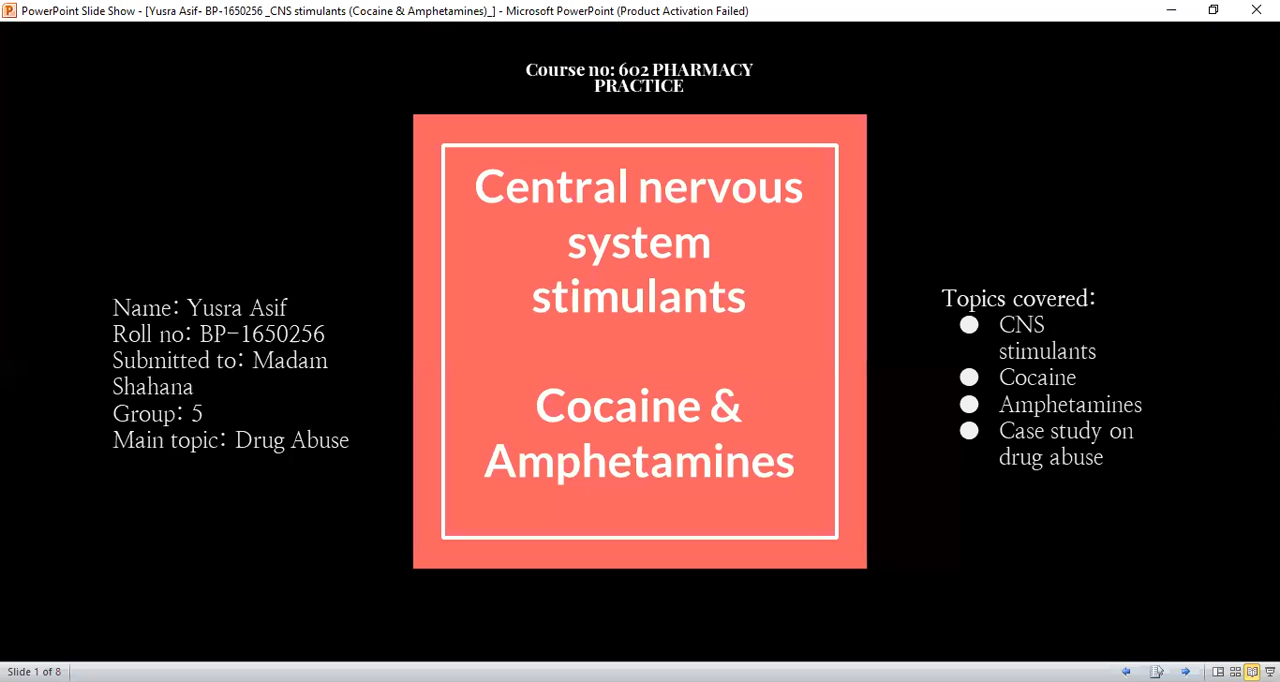 PowerPoint Slide Show - [Yusra Asif- BP-1650256 _CNS stimulants (Cocaine & Amphetamines)_] - Microsoft PowerPoint (Product Activation Failed)
Course no: 602 PHARMACY
PRACTICE
Central nervous
system
stimulants
Cocaine &
Amphetamines
Name: Yusra Asif
Roll no: BP-1650256
Submitted to: Madam
Shahana
Group: 5
Main topic: Drug Abuse
Topics covered:
● CNS
stimulants
● Cocaine
● Amphetamines
● Case study on
drug abuse
Slide 1 of 8